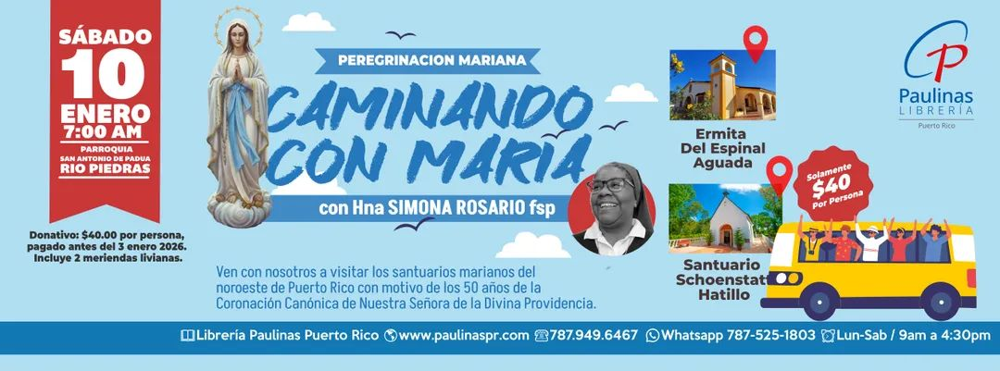 SÁBADO
10
ENERO
7:00 AM
PARROQUIA
SAN ANTONIO DE PADUA
RIO PIEDRAS
Donativo: $40.00 por persona,
pagado antes del 3 enero 2026.
Incluye 2 meriendas livianas.
PEREGRINACION MARIANA
CAMINANDO
CON MARIA
con Hna SIMONA ROSARIO fsp
Ven con nosotros a visitar los santuarios marianos del
noroeste de Puerto Rico con motivo de los 50 años de la
Coronación Canónica de Nuestra Señora de la Divina Providencia.
Ermita
Del Espinal
Aguada
Santuario
Schoenstatt
Hatillo
Paulinas
LIBRERÍA
Puerto Rico
Solamente
$40
Por Persona
Librería Paulinas Puerto Rico www.paulinaspr.com 787.949.6467 Whatsapp 787-525-1803 Lun-Sab / 9am a 4:30pm